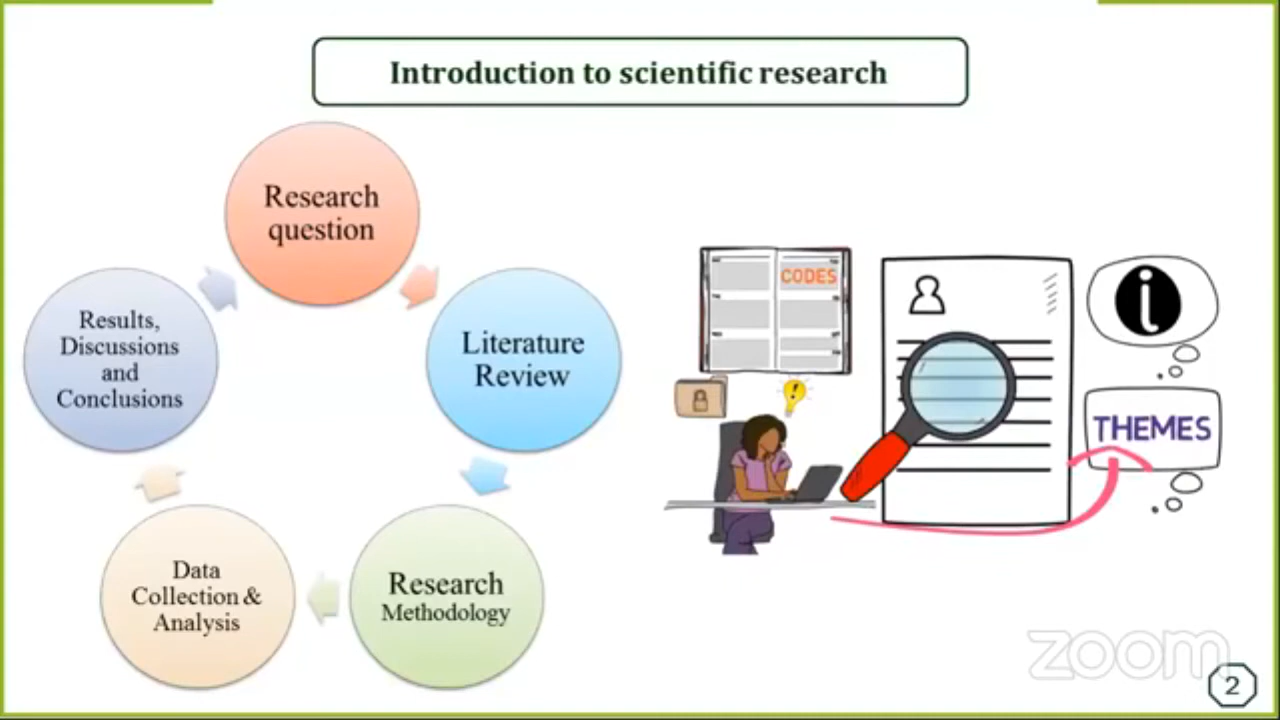 Introduction to scientific research
Research
question
Literature
Review
Research
Methodology
Data
Collection &
Analysis
Results,
Discussions
and
Conclusions
CODES
i
THEMES
zoom
2